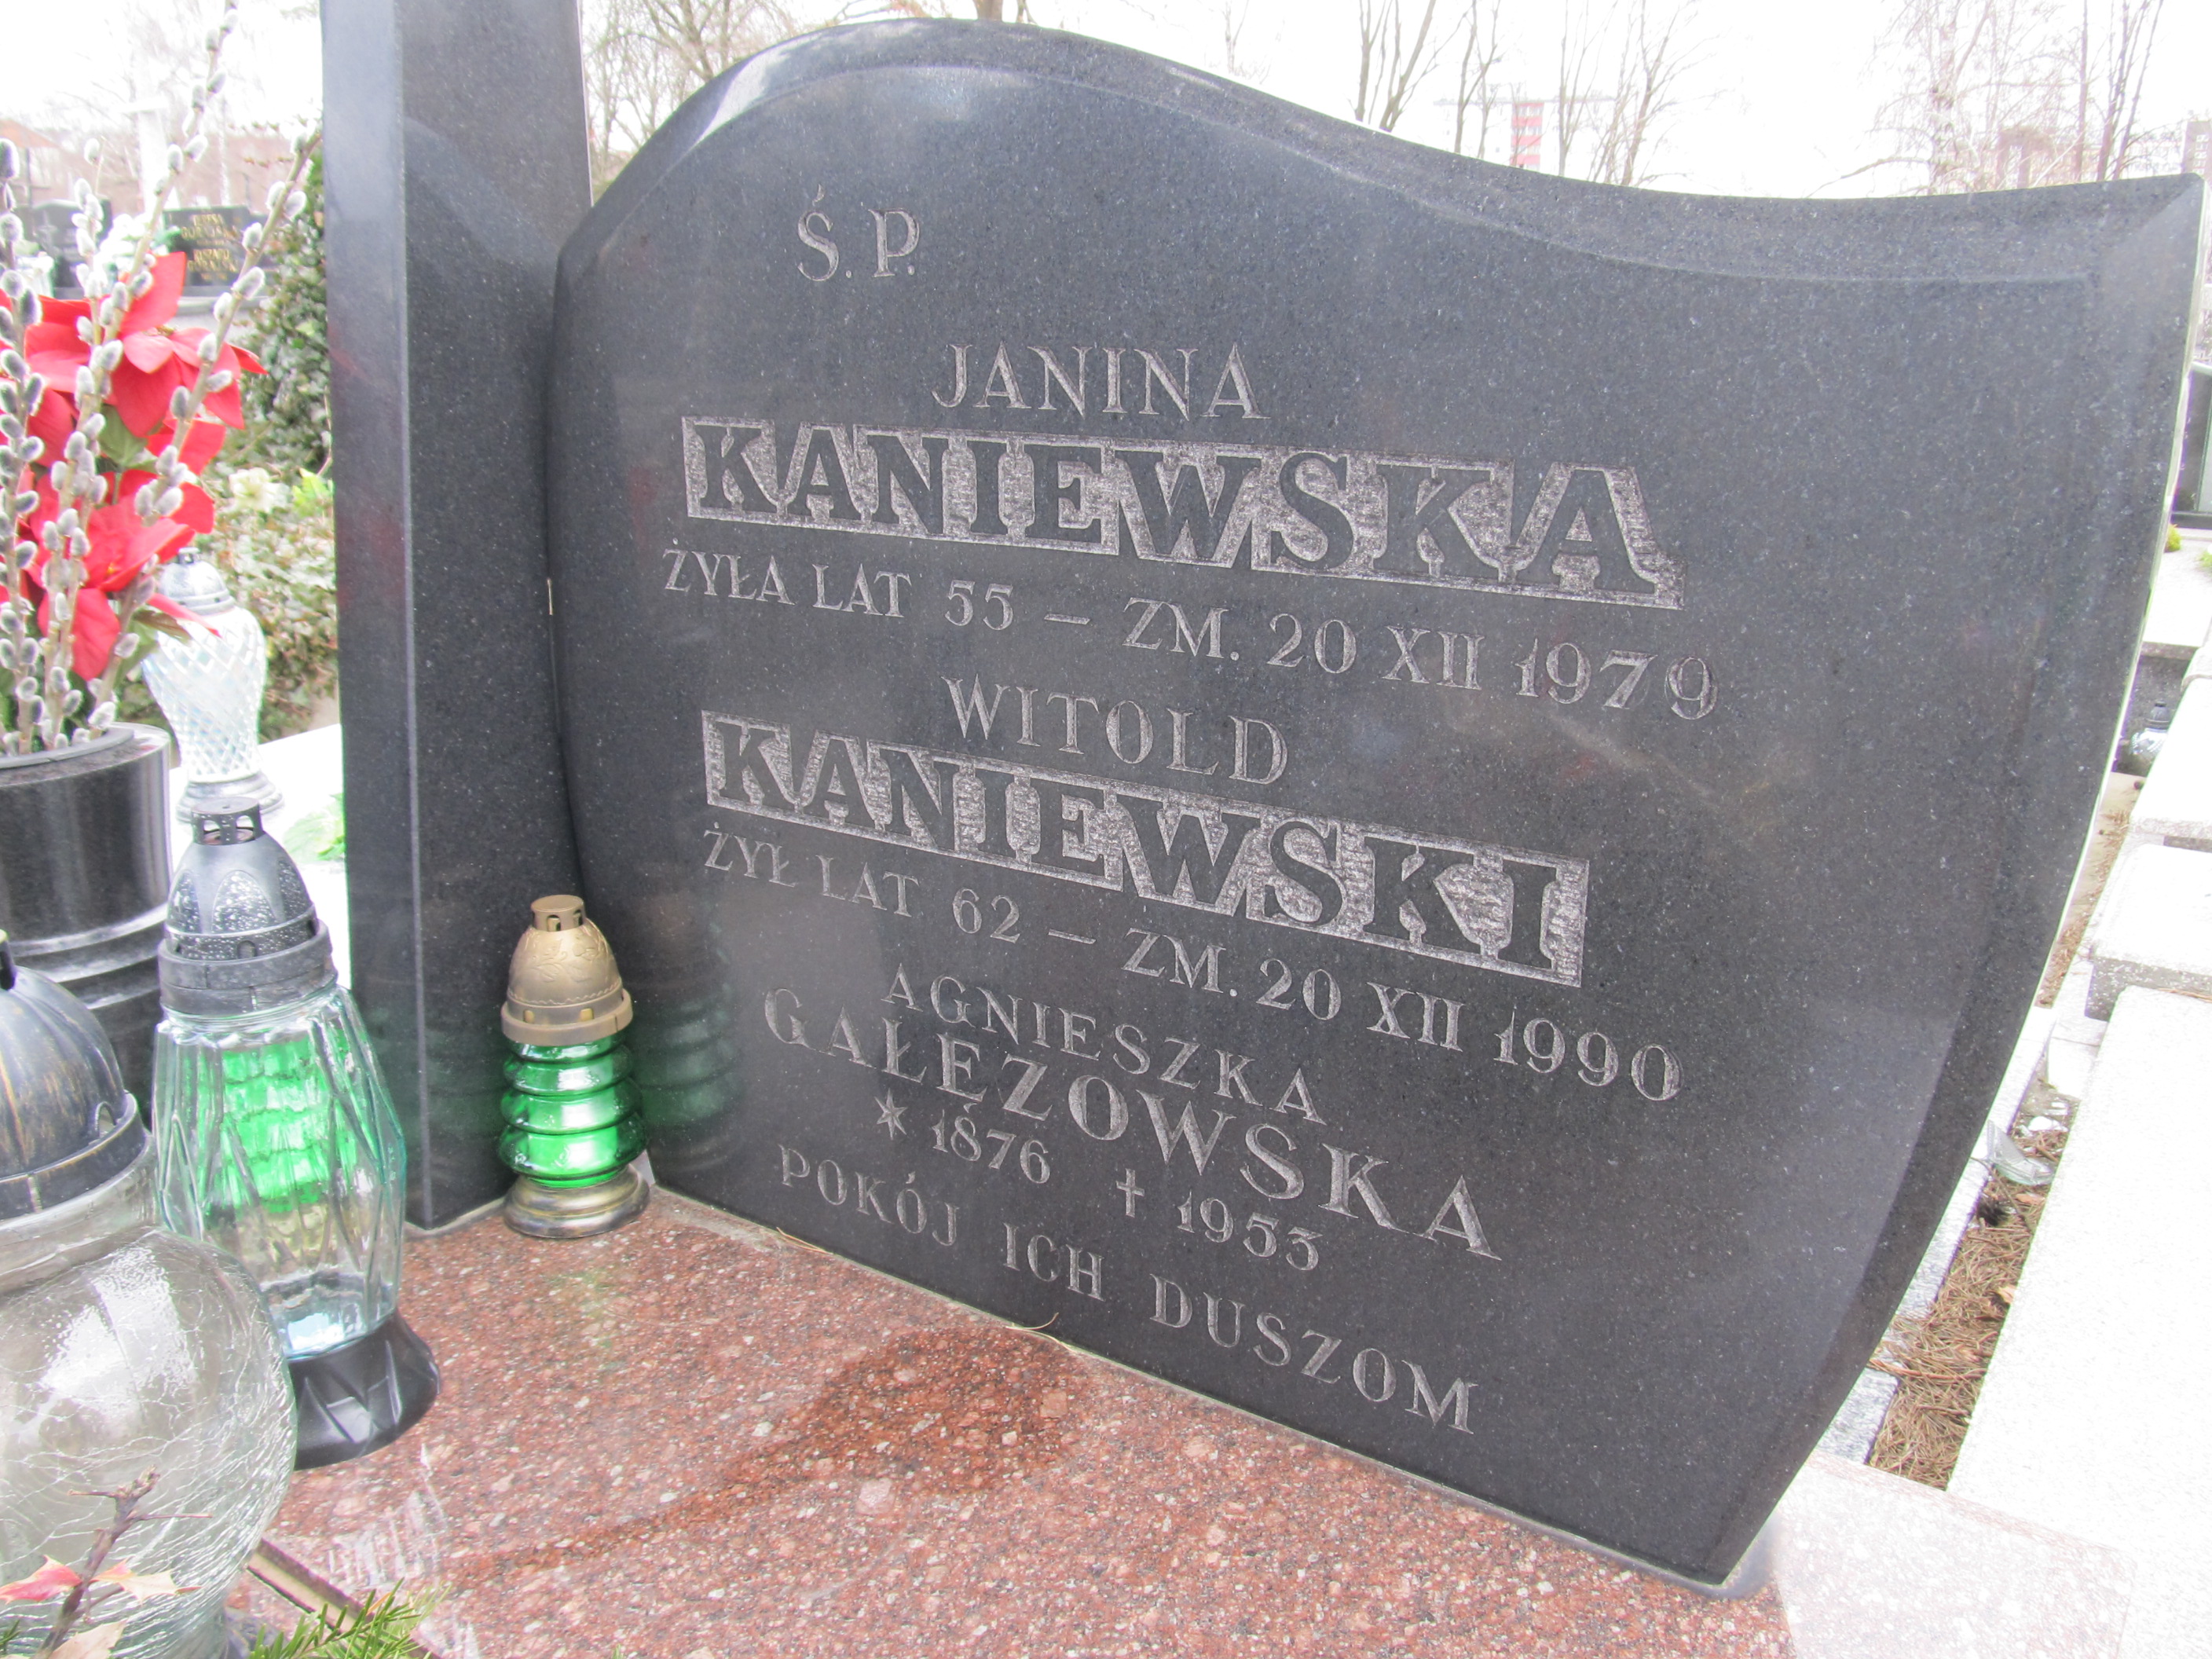 Ś. P.
JANINA
KANIEWSKA
ŻYŁA LAT 55 – ZM. 20 XII 1979
WITOLD
KANIEWSKI
ŻYŁ LAT 62 – ZM. 20 XII 1990
AGNIESZKA
GAŁĘZOWSKA
* 1876 † 1953
POKÓJ ICH DUSZOM